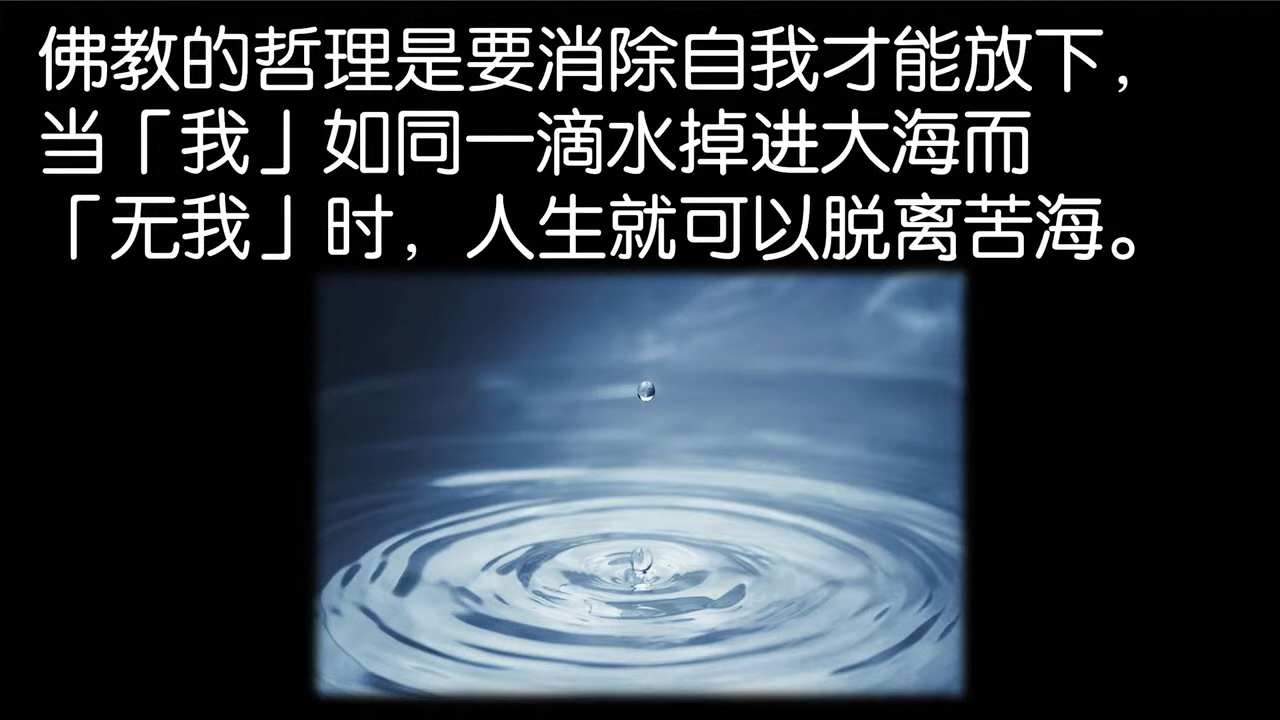 佛教的哲理是要消除自我才能放下，
当「我」如同一滴水掉进大海而
「无我」时，人生就可以脱离苦海。